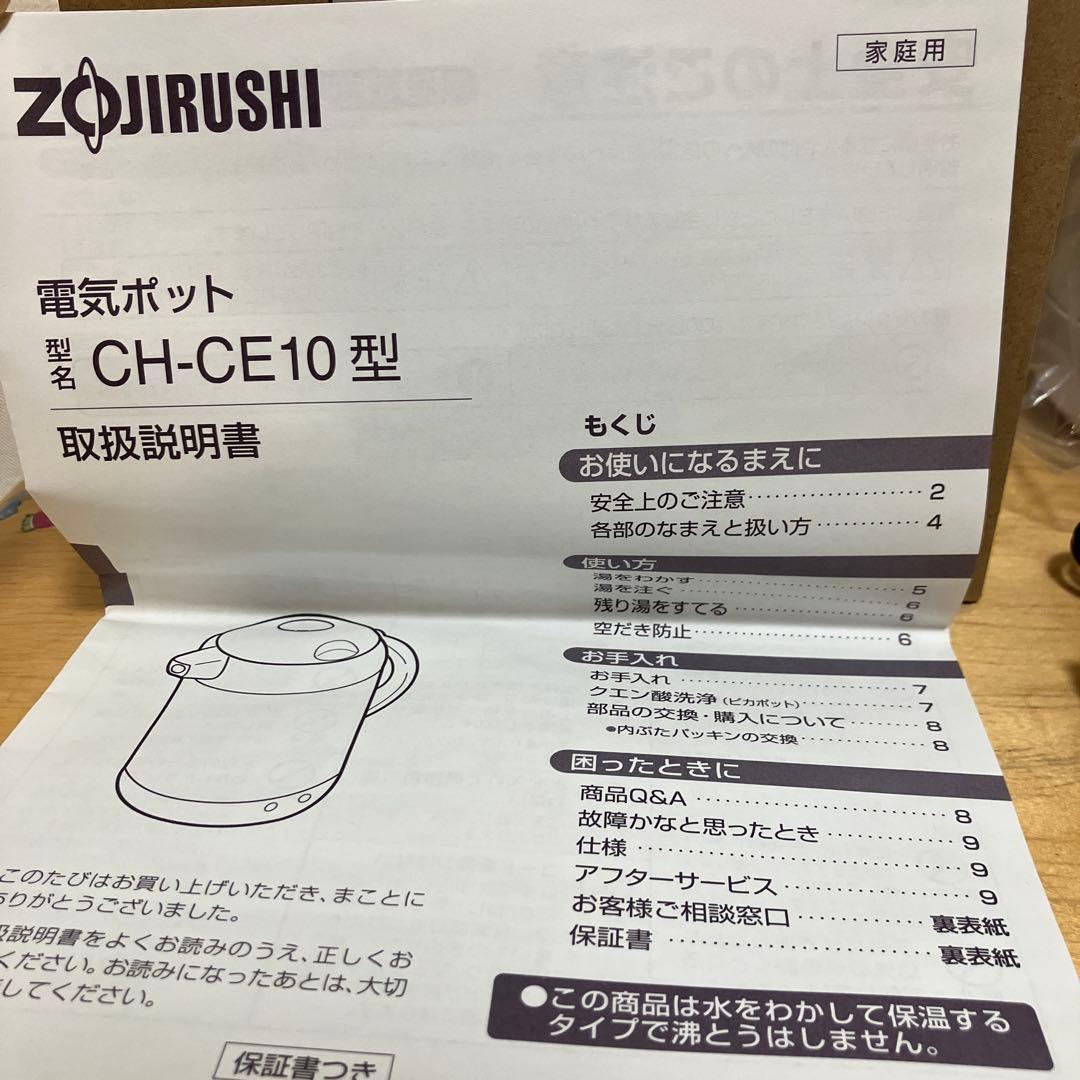 ZOJIRUSHI
家庭用
電気ポット
型名 CH-CE10 型
取扱説明書
もくじ
お使いになるまえに
安全上のご注意 2
各部のなまえと扱い方 4
使い方
湯をわかす 5
湯を注ぐ 6
残り湯をすてる 6
空だき防止 6
お手入れ
お手入れ 7
クエン酸洗浄(ピカポット) 7
部品の交換・購入について 8
●内ぶたパッキンの交換 8
困ったときに
商品Q&A 8
故障かなと思ったとき 9
仕様 9
アフターサービス 9
お客様ご相談窓口 裏表紙
保証書 裏表紙
このたびはお買い上げいただき、まことに
りがとうございました。
扱説明書をよくお読みのうえ、正しくお
ください。お読みになったあとは、大切
してください。
●この商品は水をわかして保温する
タイプで沸とうはしません。
保証書つき